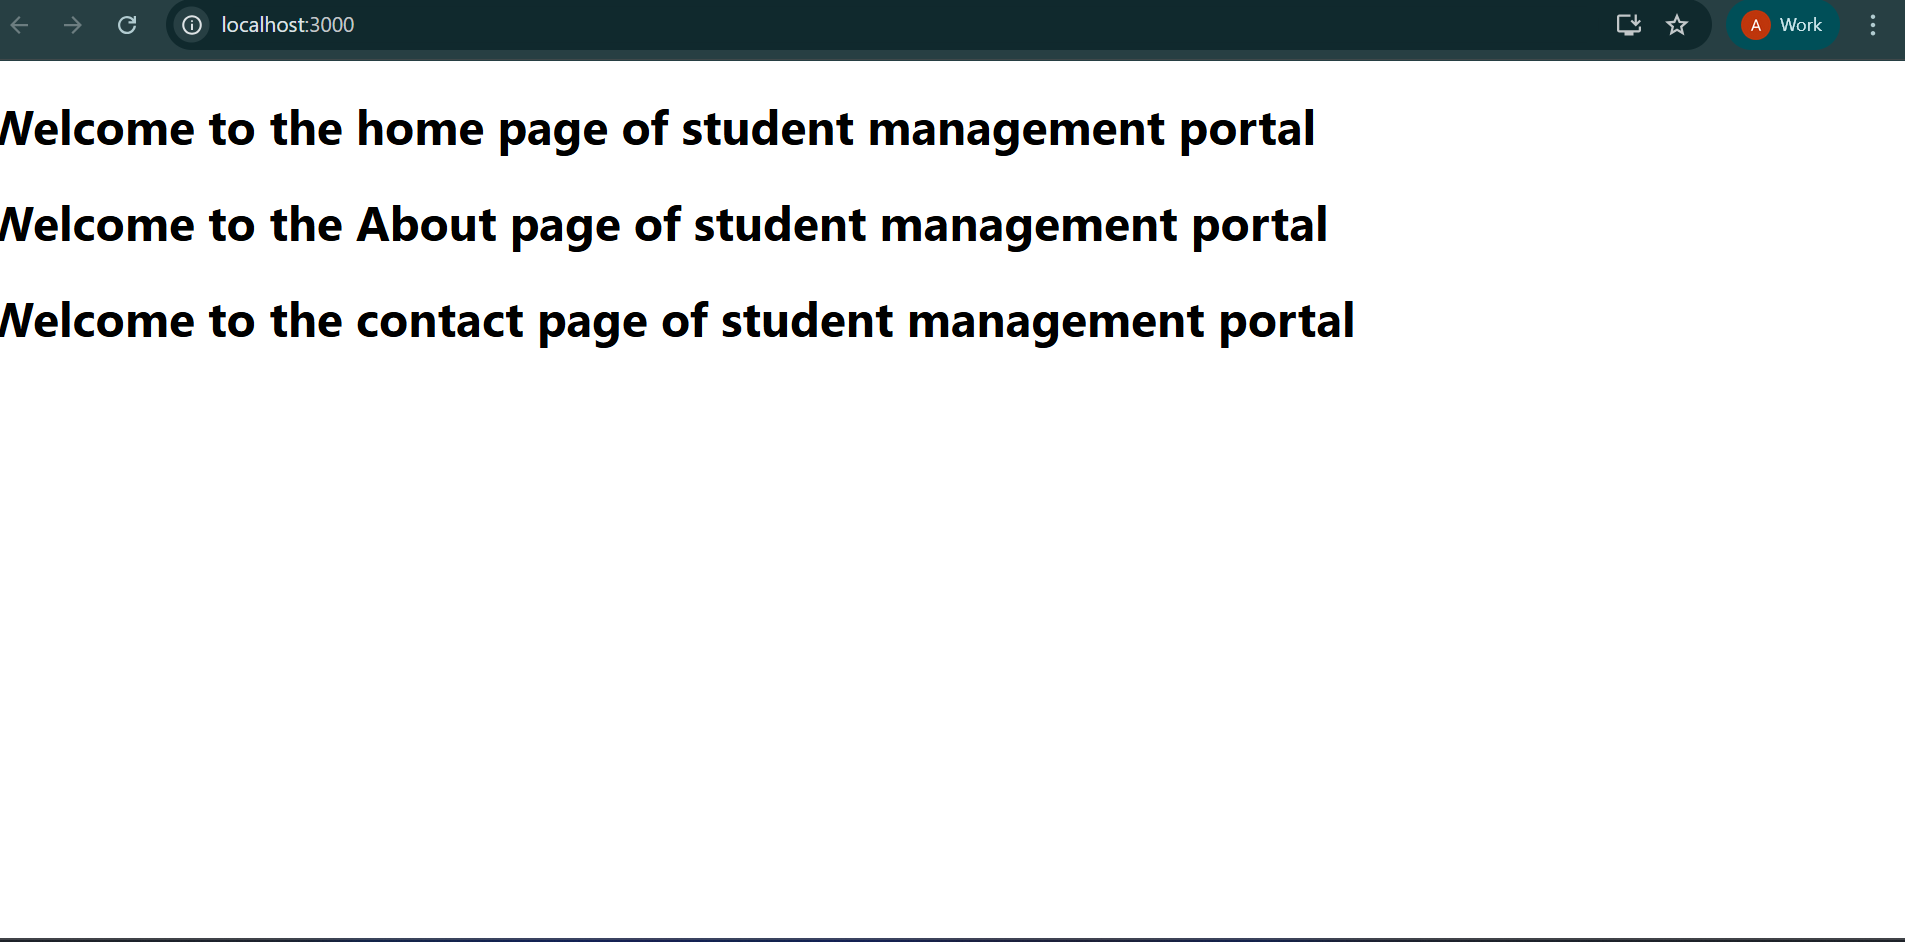 localhost:3000
A Work
Welcome to the home page of student management portal
Welcome to the About page of student management portal
Welcome to the contact page of student management portal